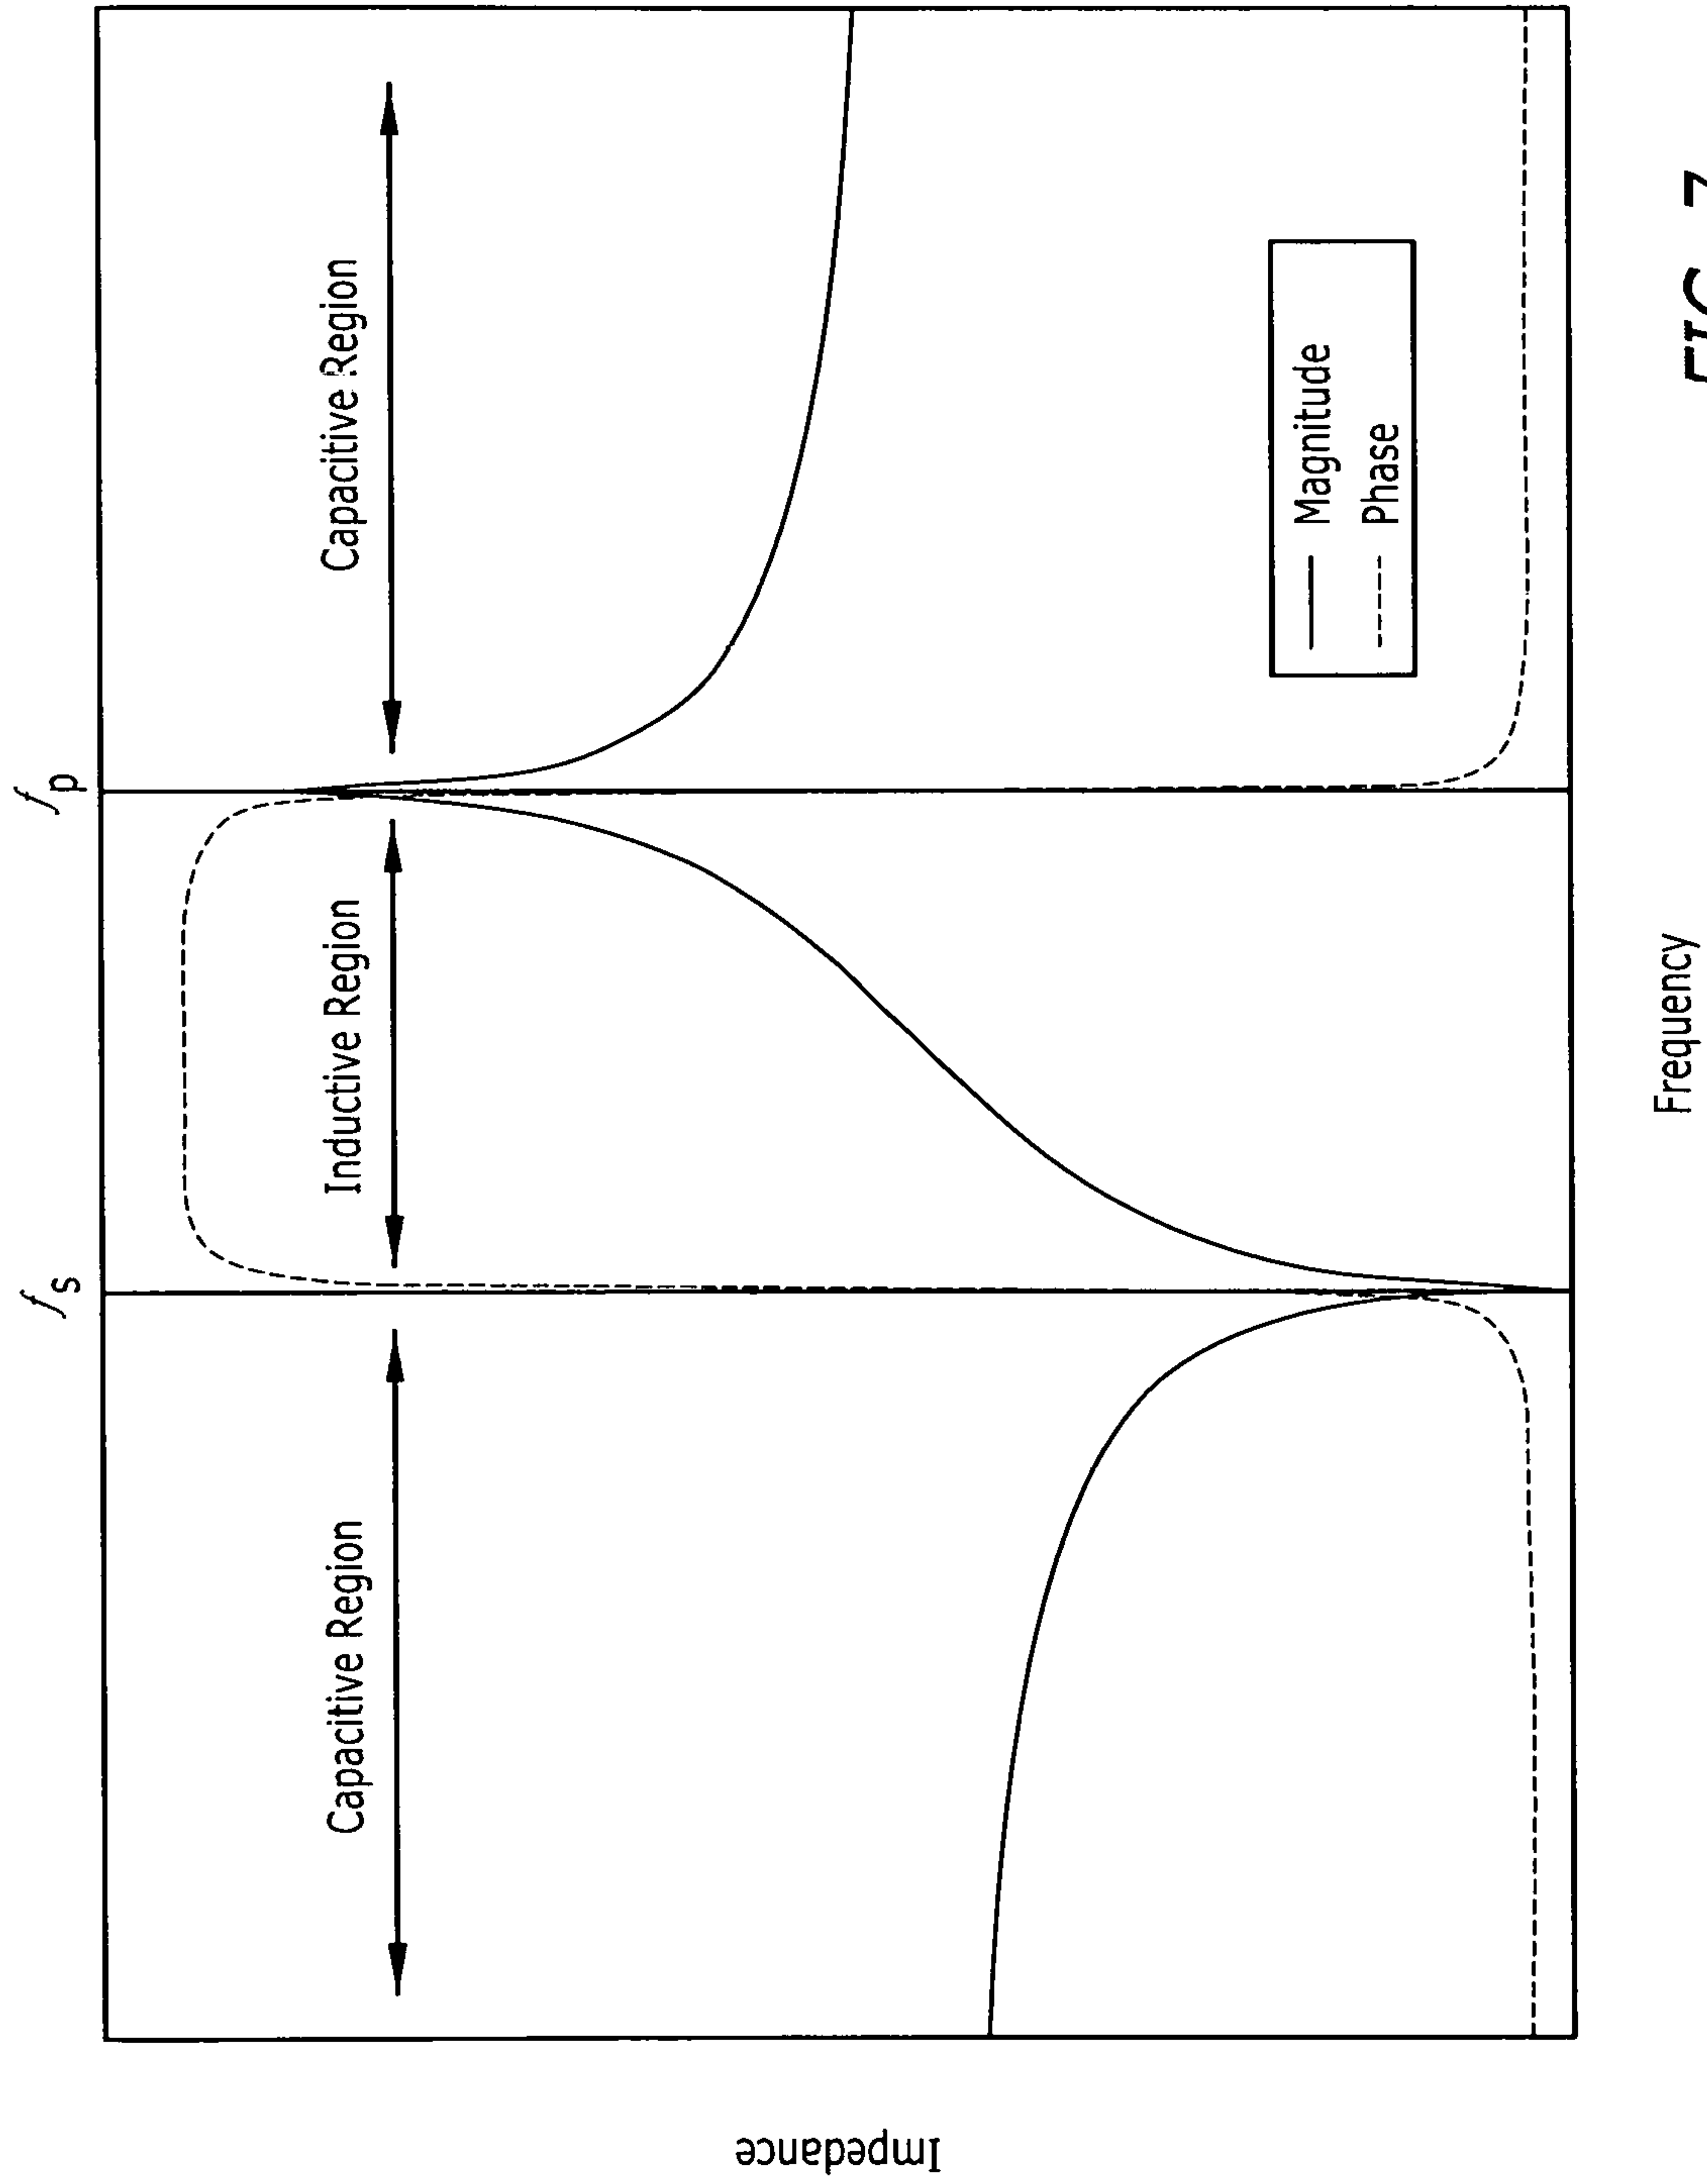 f s
f p
Capacitive Region
Inductive Region
Capacitive Region
Magnitude
Phase
Impedance
Frequency